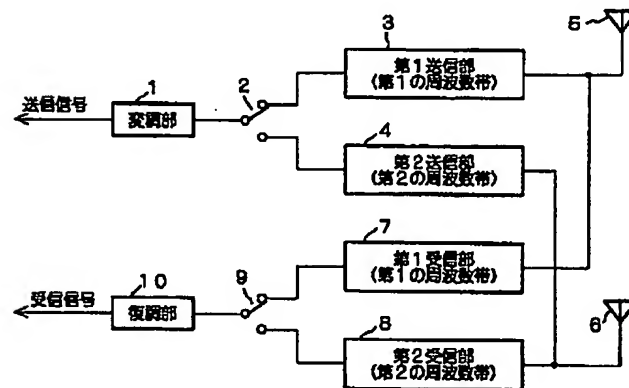 3
第1送信部
(第1の周波数帯)
5
送信信号
1
変調部
2
4
第2送信部
(第2の周波数帯)
7
第1受信部
(第1の周波数帯)
受信信号
10
復調部
9
8
第2受信部
(第2の周波数帯)
6